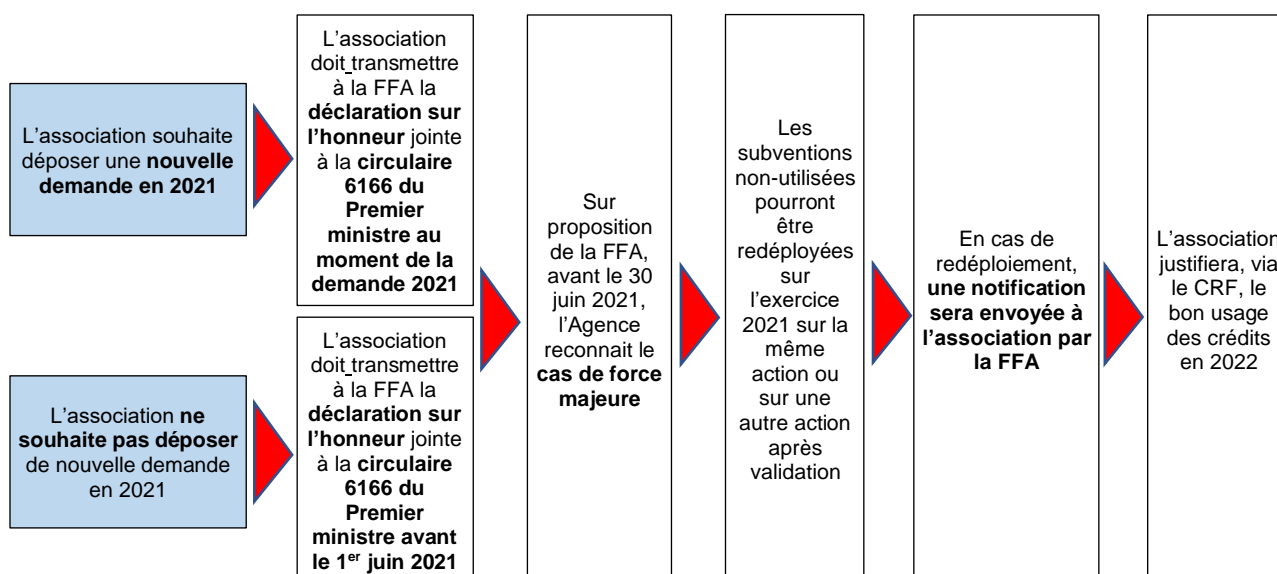 L'association souhaite
déposer une nouvelle
demande en 2021
L'association
doit transmettre
à la FFA la
déclaration sur
l'honneur jointe
à la circulaire
6166 du
Premier
ministre au
moment de la
demande 2021
L'association ne
souhaite pas déposer
de nouvelle demande
en 2021
L'association
doit transmettre
à la FFA la
déclaration sur
l'honneur jointe
à la circulaire
6166 du
Premier
ministre avant
le 1er juin 2021
Sur
proposition
de la FFA,
avant le 30
juin 2021,
l'Agence
reconnait le
cas de force
majeure
Les
subventions
non-utilisées
pourront
être
redéployées
sur
l'exercice
2021 sur la
même
action ou
sur une
autre action
après
validation
En cas de
redéploiement,
une notification
sera envoyée à
l'association par
la FFA
L'association
justifiera, via
le CRF, le
bon usage
des crédits
en 2022